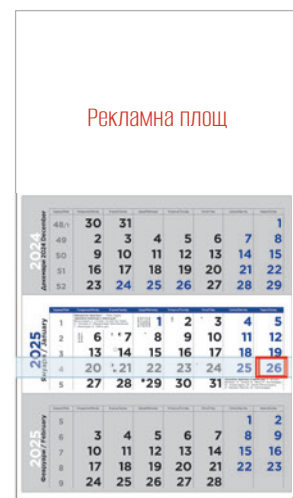 Рекламна площ
2024
Декември 2024 December
48/1 30 31 1
49 2 3 4 5 6 7 8
50 9 10 11 12 13 14 15
51 16 17 18 19 20 21 22
52 23 24 25 26 27 28 29
2025
Януари / January
1 1 2 3 4 5
2 6 7 8 9 10 11 12
3 13 14 15 16 17 18 19
4 20 21 22 23 24 25 26
5 27 28 29 30 31
2025
Февруари / February
5 1 2
6 3 4 5 6 7 8 9
7 10 11 12 13 14 15 16
8 17 18 19 20 21 22 23
9 24 25 26 27 28